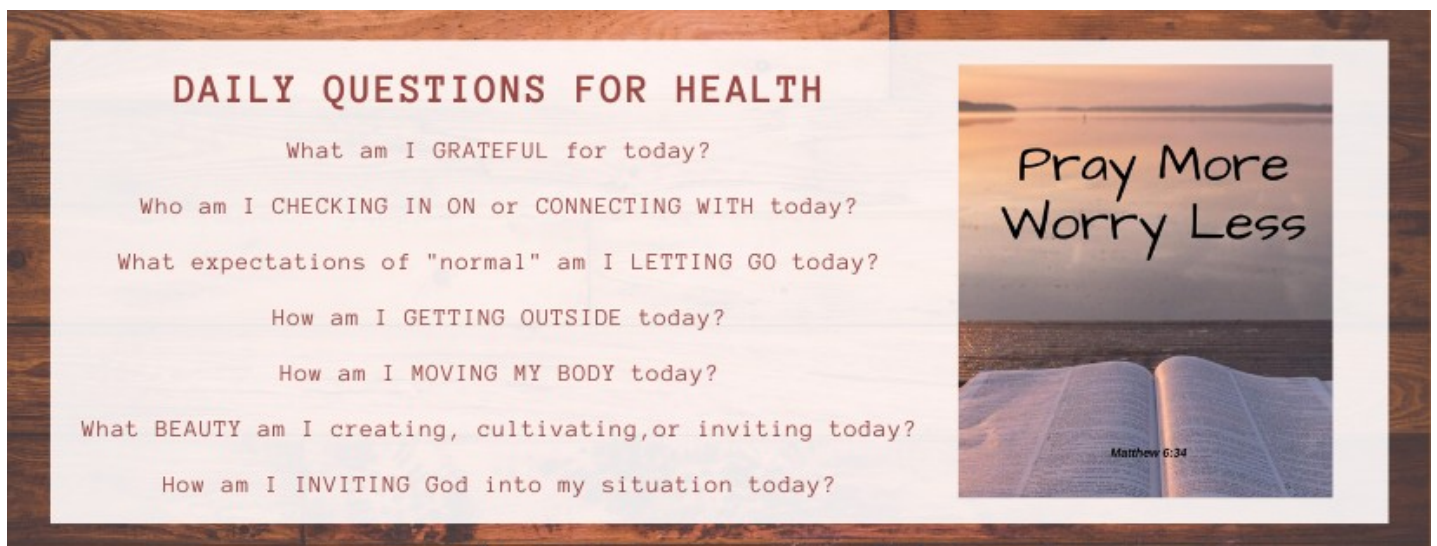 DAILY QUESTIONS FOR HEALTH
What am I GRATEFUL for today?
Who am I CHECKING IN ON or CONNECTING WITH today?
What expectations of "normal" am I LETTING GO today?
How am I GETTING OUTSIDE today?
How am I MOVING MY BODY today?
What BEAUTY am I creating, cultivating,or inviting today?
How am I INVITING God into my situation today?
Pray More
Worry Less
Matthew 6:34